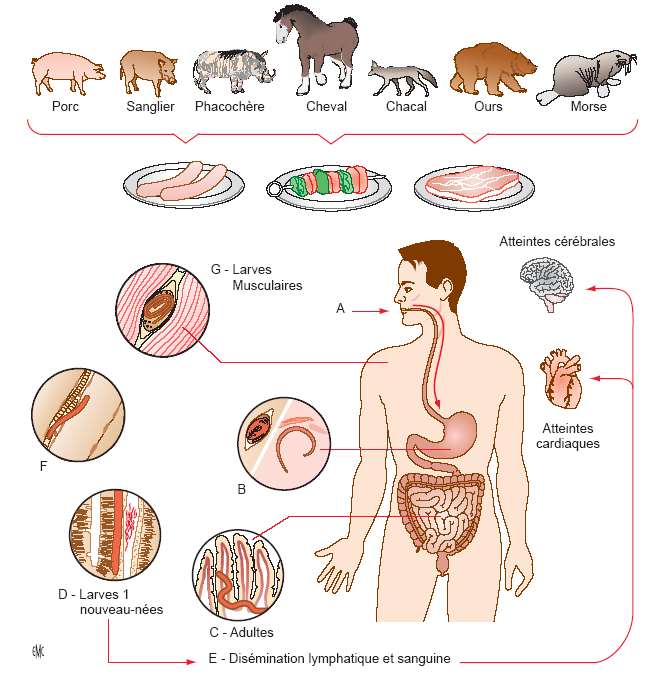 Porc
Sanglier
Phacochère
Cheval
Chacal
Ours
Morse
Atteintes cérébrales
G - Larves
Musculaires
A
Atteintes
cardiaques
F
B
D - Larves 1
nouveau-nées
C - Adultes
E - Disémination lymphatique et sanguine
EMC